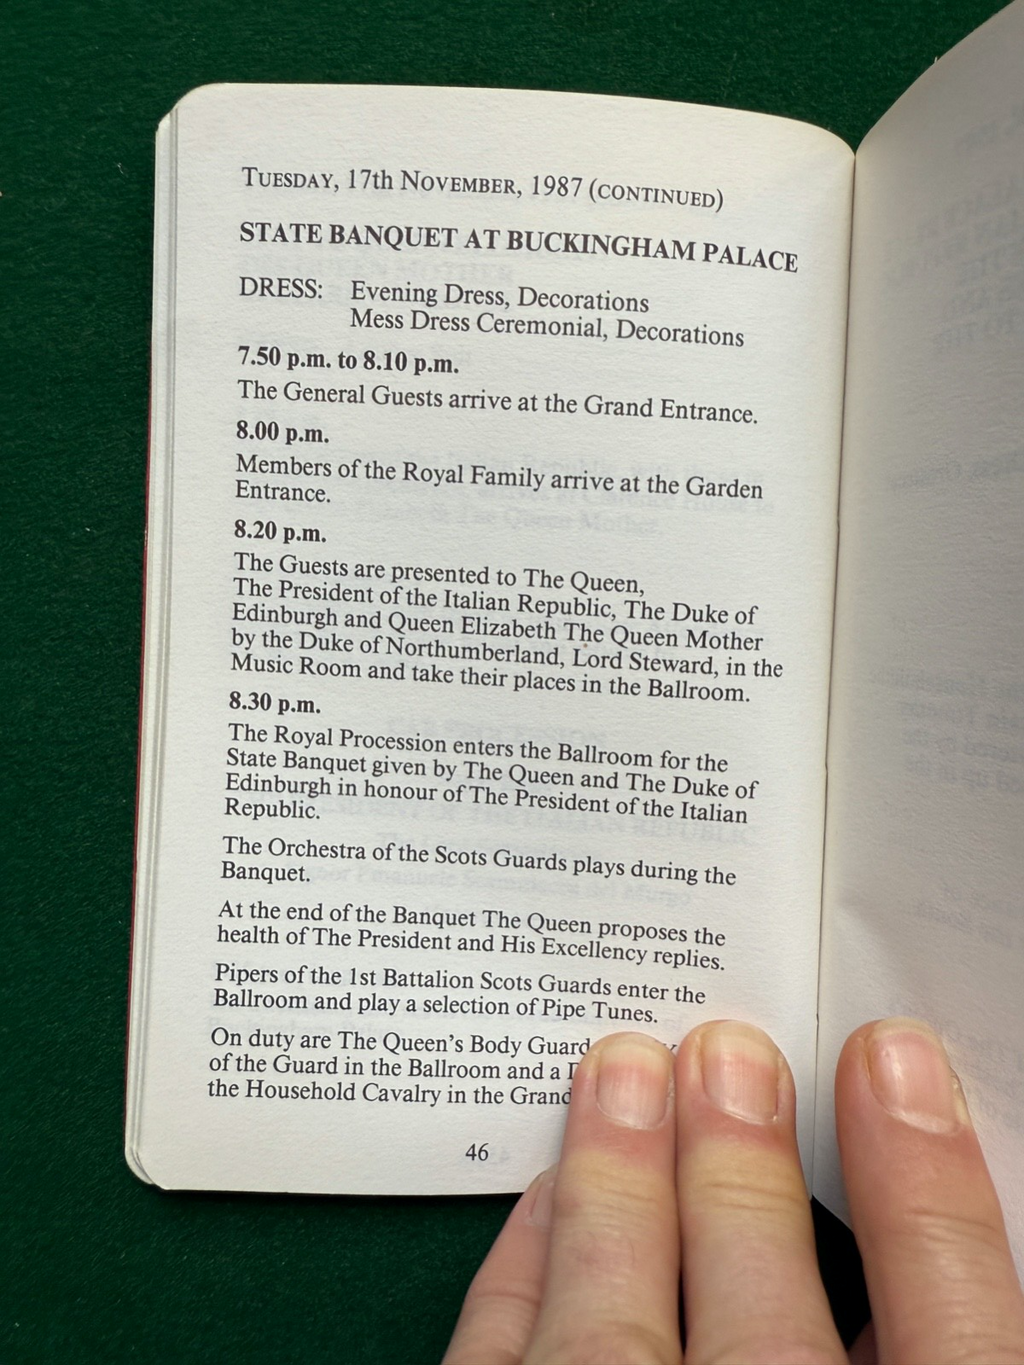 TUESDAY, 17th NOVEMBER, 1987 (CONTINUED)
STATE BANQUET AT BUCKINGHAM PALACE
DRESS: Evening Dress, Decorations
Mess Dress Ceremonial, Decorations
7.50 p.m. to 8.10 p.m.
The General Guests arrive at the Grand Entrance.
8.00 p.m.
Members of the Royal Family arrive at the Garden
Entrance.
8.20 p.m.
The Guests are presented to The Queen,
The President of the Italian Republic, The Duke of
Edinburgh and Queen Elizabeth The Queen Mother
by the Duke of Northumberland, Lord Steward, in the
Music Room and take their places in the Ballroom.
8.30 p.m.
The Royal Procession enters the Ballroom for the
State Banquet given by The Queen and The Duke of
Edinburgh in honour of The President of the Italian
Republic.
The Orchestra of the Scots Guards plays during the
Banquet.
At the end of the Banquet The Queen proposes the
health of The President and His Excellency replies.
Pipers of the 1st Battalion Scots Guards enter the
Ballroom and play a selection of Pipe Tunes.
On duty are The Queen's Body Guard
of the Guard in the Ballroom and a
the Household Cavalry in the Grand
46